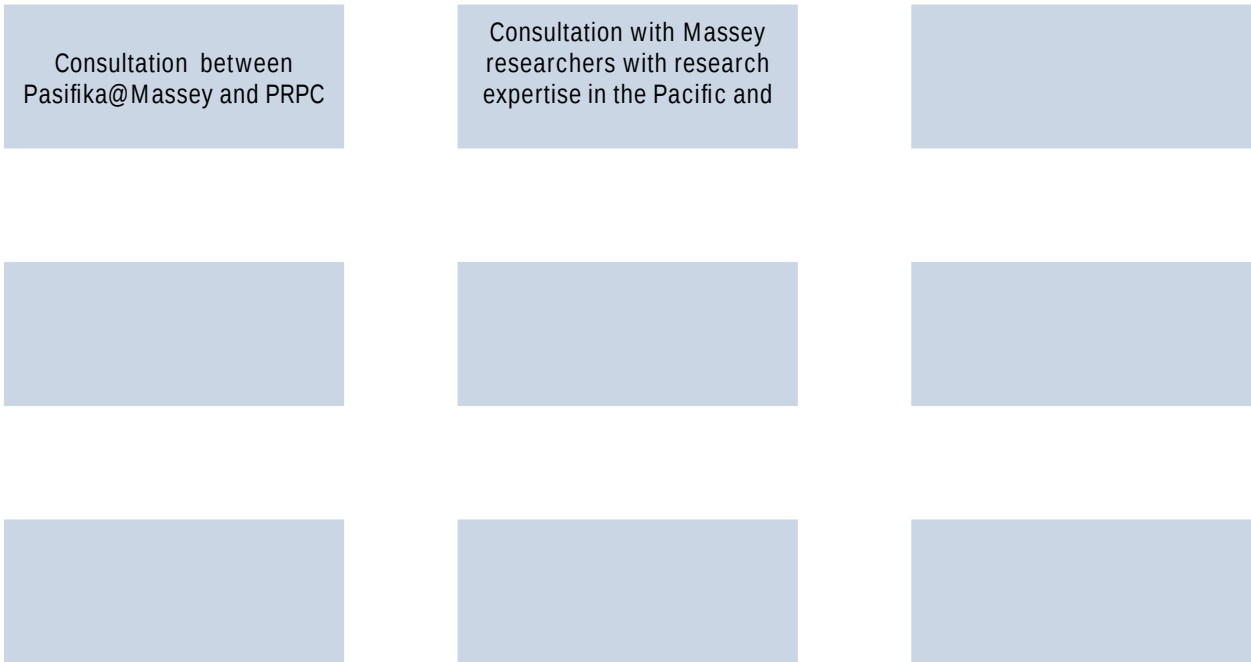 Consultation between
Pasifika@Massey and PRPC
Consultation with Massey
researchers with research
expertise in the Pacific and